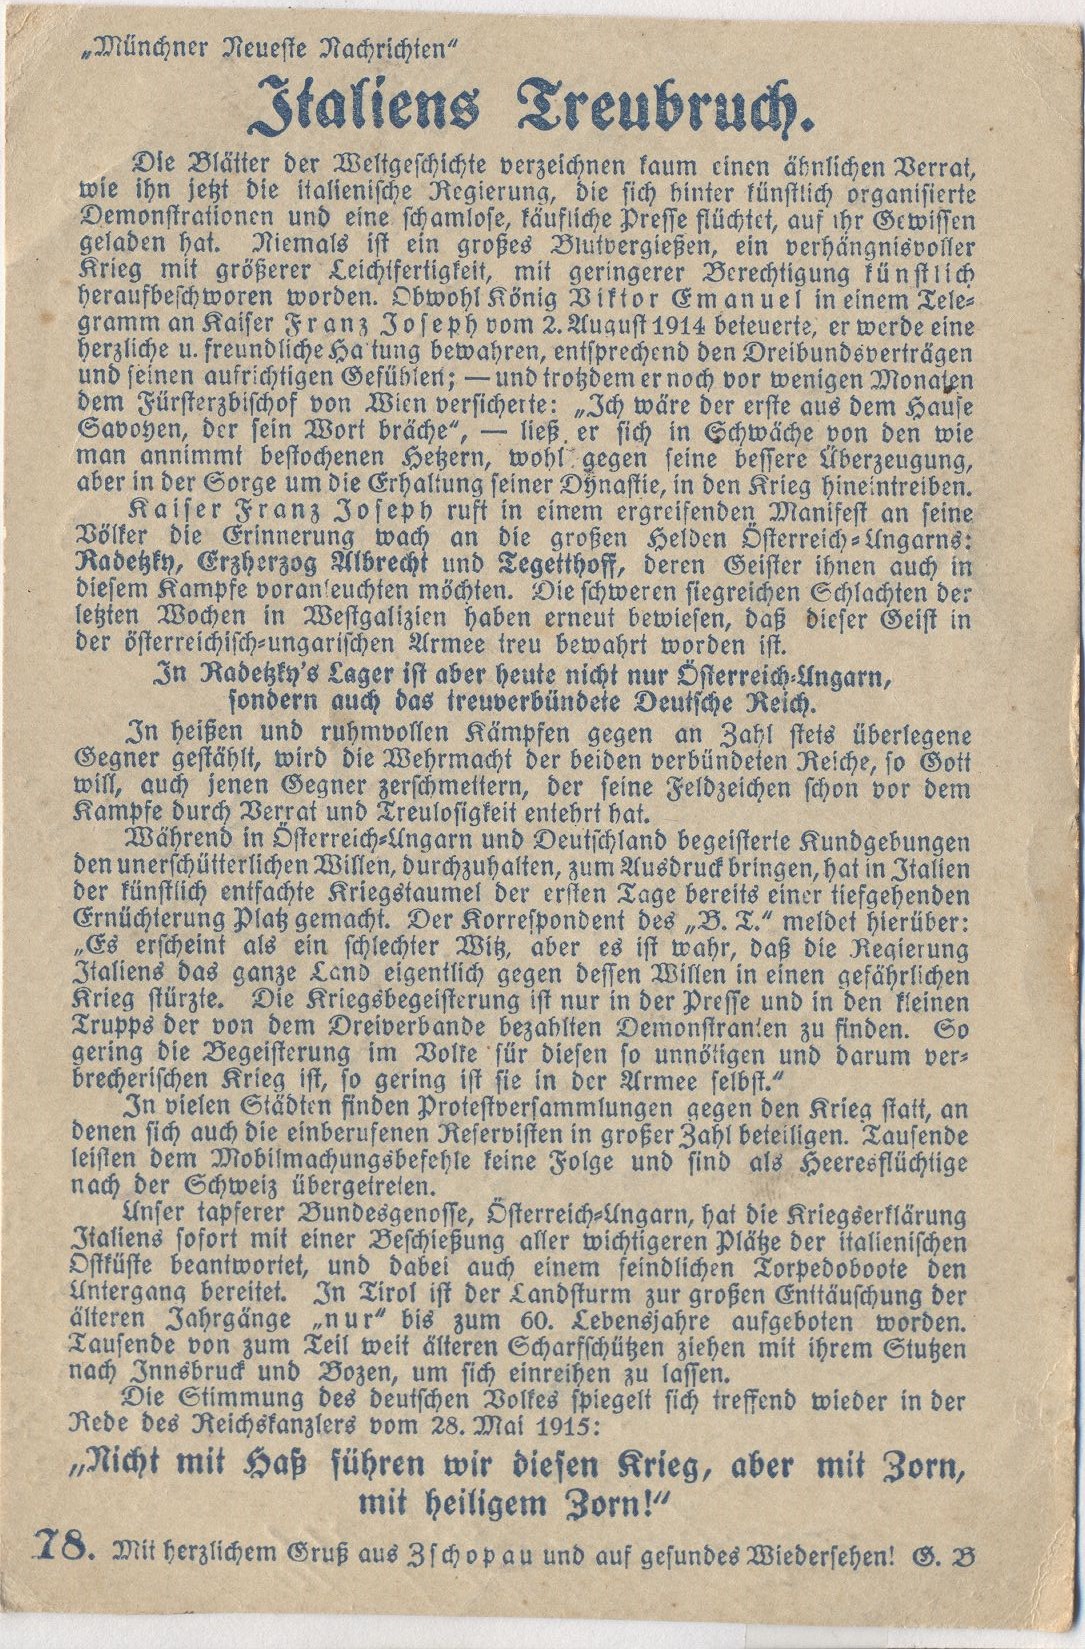 „Münchner Neueste Nachrichten“
Italiens Treubruch.
Die Blätter der Weltgeschichte verzeichnen kaum einen ähnlichen Verrat,
wie ihn jetzt die italienische Regierung, die sich hinter künstlich organisierte
Demonstrationen und eine schamlose, käufliche Presse flüchtet, auf ihr Gewissen
geladen hat. Niemals ist ein großes Blutvergießen, ein verhängnisvoller
Krieg mit größerer Leichtfertigkeit, mit geringerer Berechtigung künstlich
heraufbeschworen worden. Obwohl König Viktor Emanuel in einem Tele-
gramm an Kaiser Franz Joseph vom 2. August 1914 beteuerte, er werde eine
herzliche u. freundliche Haltung bewahren, entsprechend den Dreibundsverträgen
und seinen aufrichtigen Gefühlen; — und trotzdem er noch vor wenigen Monaten
dem Fürsterzbischof von Wien versicherte: „Ich wäre der erste aus dem Hause
Savoyen, der sein Wort bräche“, — ließ er sich in Schwäche von den wie
man annimmt bestochenen Hetzern, wohl gegen seine bessere Überzeugung,
aber in der Sorge um die Erhaltung seiner Dynastie, in den Krieg hineintreiben.
Kaiser Franz Joseph ruft in einem ergreifenden Manifest an seine
Völker die Erinnerung wach an die großen Helden Österreich-Ungarns:
Radetzky, Erzherzog Albrecht und Tegetthoff, deren Geister ihnen auch in
diesem Kampfe voranleuchten möchten. Die schweren siegreichen Schlachten der
letzten Wochen in Westgalizien haben erneut bewiesen, daß dieser Geist in
der österreichisch-ungarischen Armee treu bewahrt worden ist.
In Radetzky's Lager ist aber heute nicht nur Österreich-Ungarn,
sondern auch das treuverbündete Deutsche Reich.
In heißen und ruhmvollen Kämpfen gegen an Zahl stets überlegene
Gegner gestählt, wird die Wehrmacht der beiden verbündeten Reiche, so Gott
will, auch jenen Gegner zerschmettern, der seine Feldzeichen schon vor dem
Kampfe durch Verrat und Treulosigkeit entehrt hat.
Während in Österreich-Ungarn und Deutschland begeisterte Kundgebungen
den unerschütterlichen Willen, durchzuhalten, zum Ausdruck bringen, hat in Italien
der künstlich entfachte Kriegstaumel der ersten Tage bereits einer tiefgehenden
Ernüchterung Platz gemacht. Der Korrespondent des „B. T.“ meldet hierüber:
„Es erscheint als ein schlechter Witz, aber es ist wahr, daß die Regierung
Italiens das ganze Land eigentlich gegen dessen Willen in einen gefährlichen
Krieg stürzte. Die Kriegsbegeisterung ist nur in der Presse und in den kleinen
Trupps der von dem Dreiverbande bezahlten Demonstranten zu finden. So
gering die Begeisterung im Volke für diesen so unnötigen und darum ver-
brecherischen Krieg ist, so gering ist sie in der Armee selbst.“
In vielen Städten finden Protestversammlungen gegen den Krieg statt, an
denen sich auch die einberufenen Reservisten in großer Zahl beteiligen. Tausende
leisten dem Mobilmachungsbefehle keine Folge und sind als Heeresflüchtige
nach der Schweiz übergetreten.
Unser tapferer Bundesgenosse, Österreich-Ungarn, hat die Kriegserklärung
Italiens sofort mit einer Beschießung aller wichtigeren Plätze der italienischen
Ostküste beantwortet, und dabei auch einem feindlichen Torpedoboote den
Untergang bereitet. In Tirol ist der Landsturm zur großen Enttäuschung der
älteren Jahrgänge „nur“ bis zum 60. Lebensjahre aufgeboten worden.
Tausende von zum Teil weit älteren Scharfschützen ziehen mit ihrem Stutzen
nach Innsbruck und Bozen, um sich einreihen zu lassen.
Die Stimmung des deutschen Volkes spiegelt sich treffend wieder in der
Rede des Reichskanzlers vom 28. Mai 1915:
„Nicht mit Haß führen wir diesen Krieg, aber mit Zorn,
mit heiligem Zorn!“
78. Mit herzlichem Gruß aus Zschopau und auf gesundes Wiedersehen! G. B